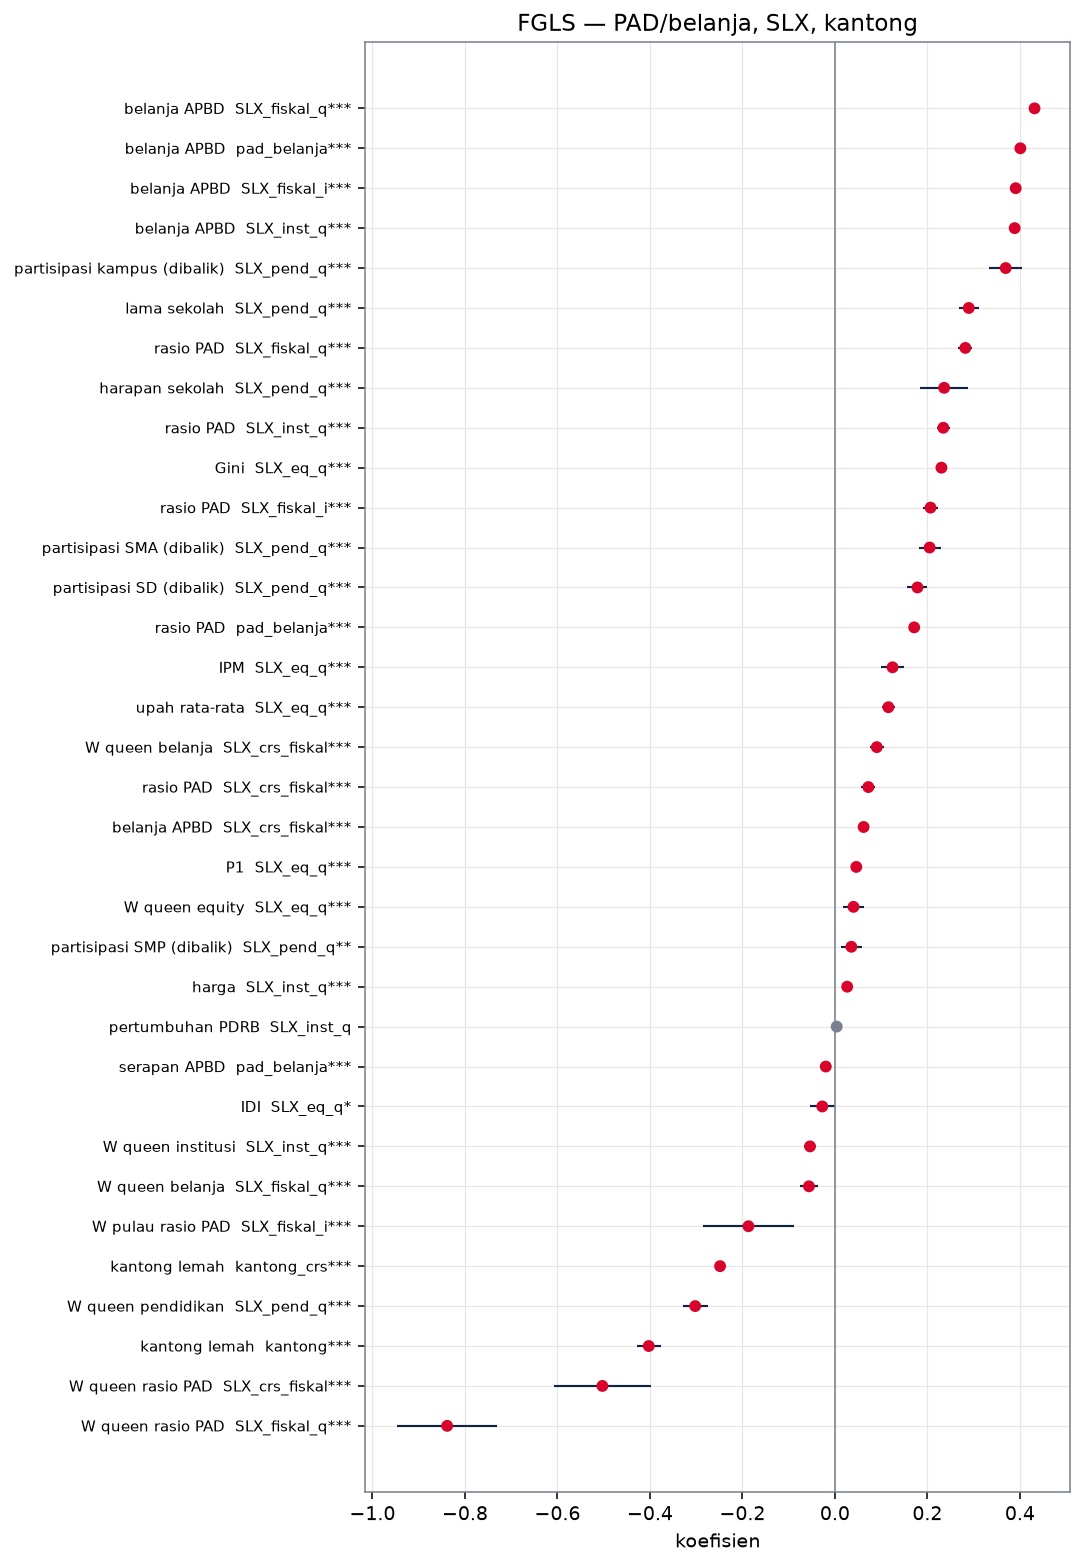 FGLS — PAD/belanja, SLX, kantong
belanja APBD  SLX_fiskal_q***
belanja APBD  pad_belanja***
belanja APBD  SLX_fiskal_i***
belanja APBD  SLX_inst_q***
partisipasi kampus (dibalik)  SLX_pend_q***
lama sekolah  SLX_pend_q***
rasio PAD  SLX_fiskal_q***
harapan sekolah  SLX_pend_q***
rasio PAD  SLX_inst_q***
Gini  SLX_eq_q***
rasio PAD  SLX_fiskal_i***
partisipasi SMA (dibalik)  SLX_pend_q***
partisipasi SD (dibalik)  SLX_pend_q***
rasio PAD  pad_belanja***
IPM  SLX_eq_q***
upah rata-rata  SLX_eq_q***
W queen belanja  SLX_crs_fiskal***
rasio PAD  SLX_crs_fiskal***
belanja APBD  SLX_crs_fiskal***
P1  SLX_eq_q***
W queen equity  SLX_eq_q***
partisipasi SMP (dibalik)  SLX_pend_q**
harga  SLX_inst_q***
pertumbuhan PDRB  SLX_inst_q
serapan APBD  pad_belanja***
IDI  SLX_eq_q*
W queen institusi  SLX_inst_q***
W queen belanja  SLX_fiskal_q***
W pulau rasio PAD  SLX_fiskal_i***
kantong lemah  kantong_crs***
W queen pendidikan  SLX_pend_q***
kantong lemah  kantong***
W queen rasio PAD  SLX_crs_fiskal***
W queen rasio PAD  SLX_fiskal_q***
−1.0 −0.8 −0.6 −0.4 −0.2 0.0 0.2 0.4
koefisien